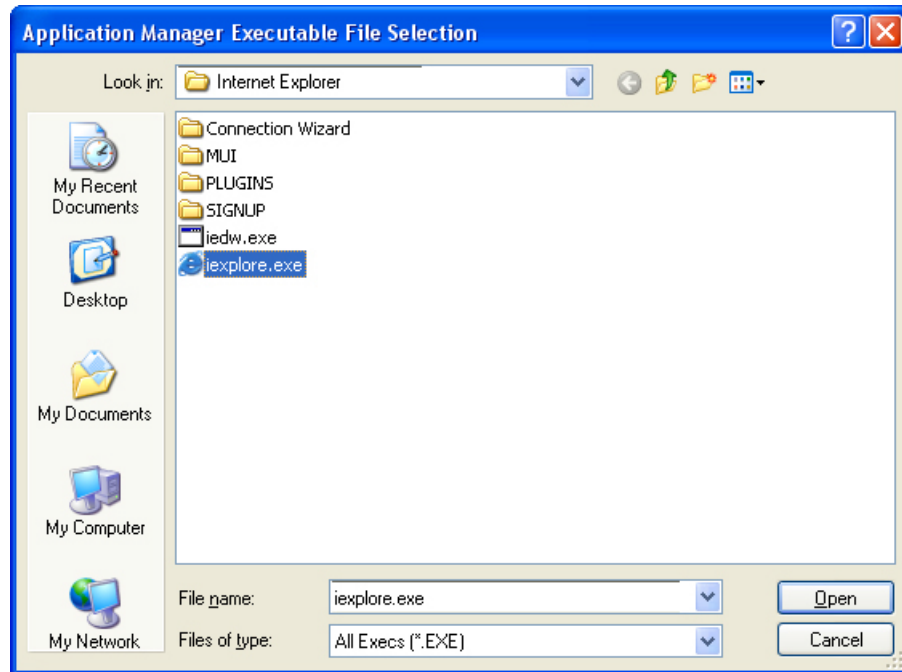 Application Manager Executable File Selection
Look in: Internet Explorer
My Recent
Documents
Desktop
My Documents
My Computer
My Network
Connection Wizard
MUI
PLUGINS
SIGNUP
iedw.exe
iexplore.exe
File name: iexplore.exe Open
Files of type: All Execs (*.EXE) Cancel